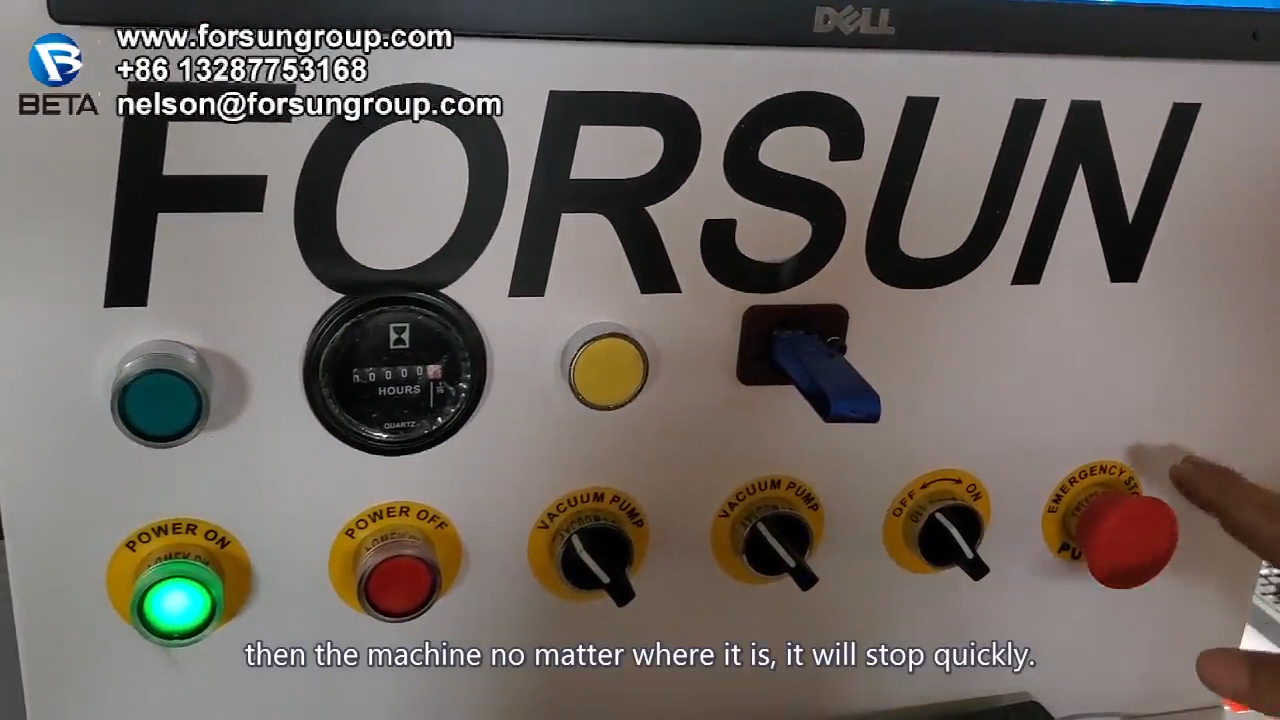 DELL
www.forsungroup.com
+86 13287753168
BETA
nelson@forsungroup.com
FORSUN
HOURS
QUARTZ
POWER ON
POWER OFF
VACUUM PUMP
VACUUM PUMP
OFF ON
EMERGENCY
then the machine no matter where it is, it will stop quickly.